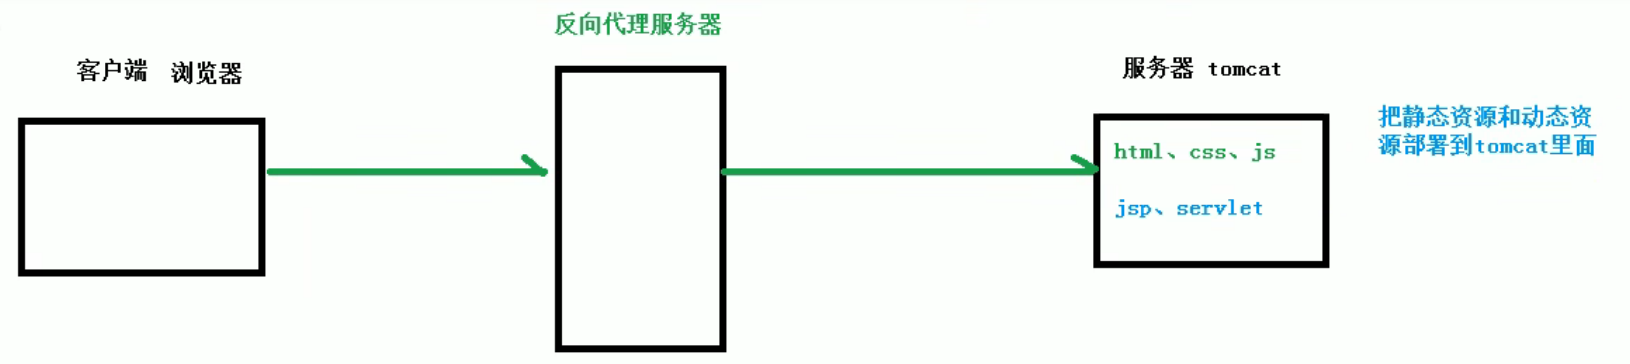 反向代理服务器
客户端 浏览器
服务器 tomcat
html、css、js
jsp、servlet
把静态资源和动态资
源部署到tomcat里面